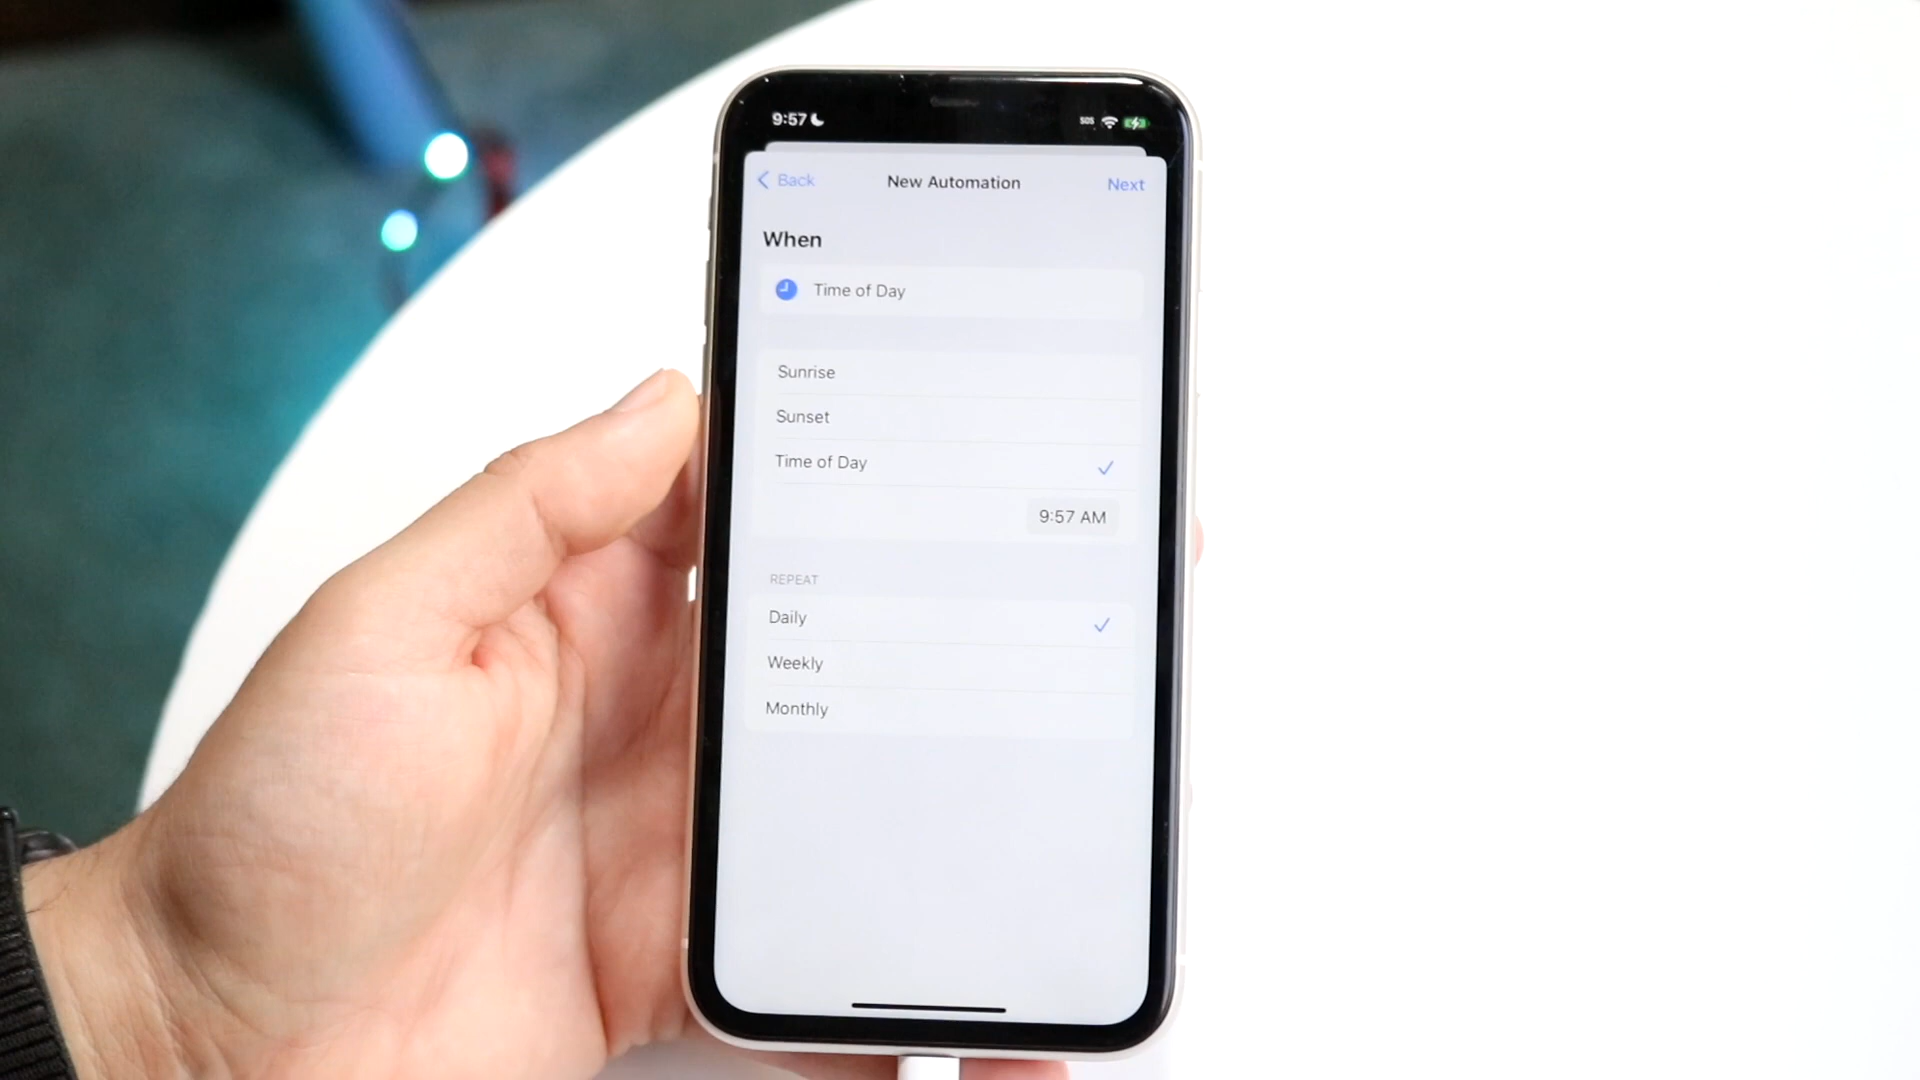 9:57 SOS
Back New Automation Next
When
Time of Day
Sunrise
Sunset
Time of Day
9:57 AM
REPEAT
Daily
Weekly
Monthly